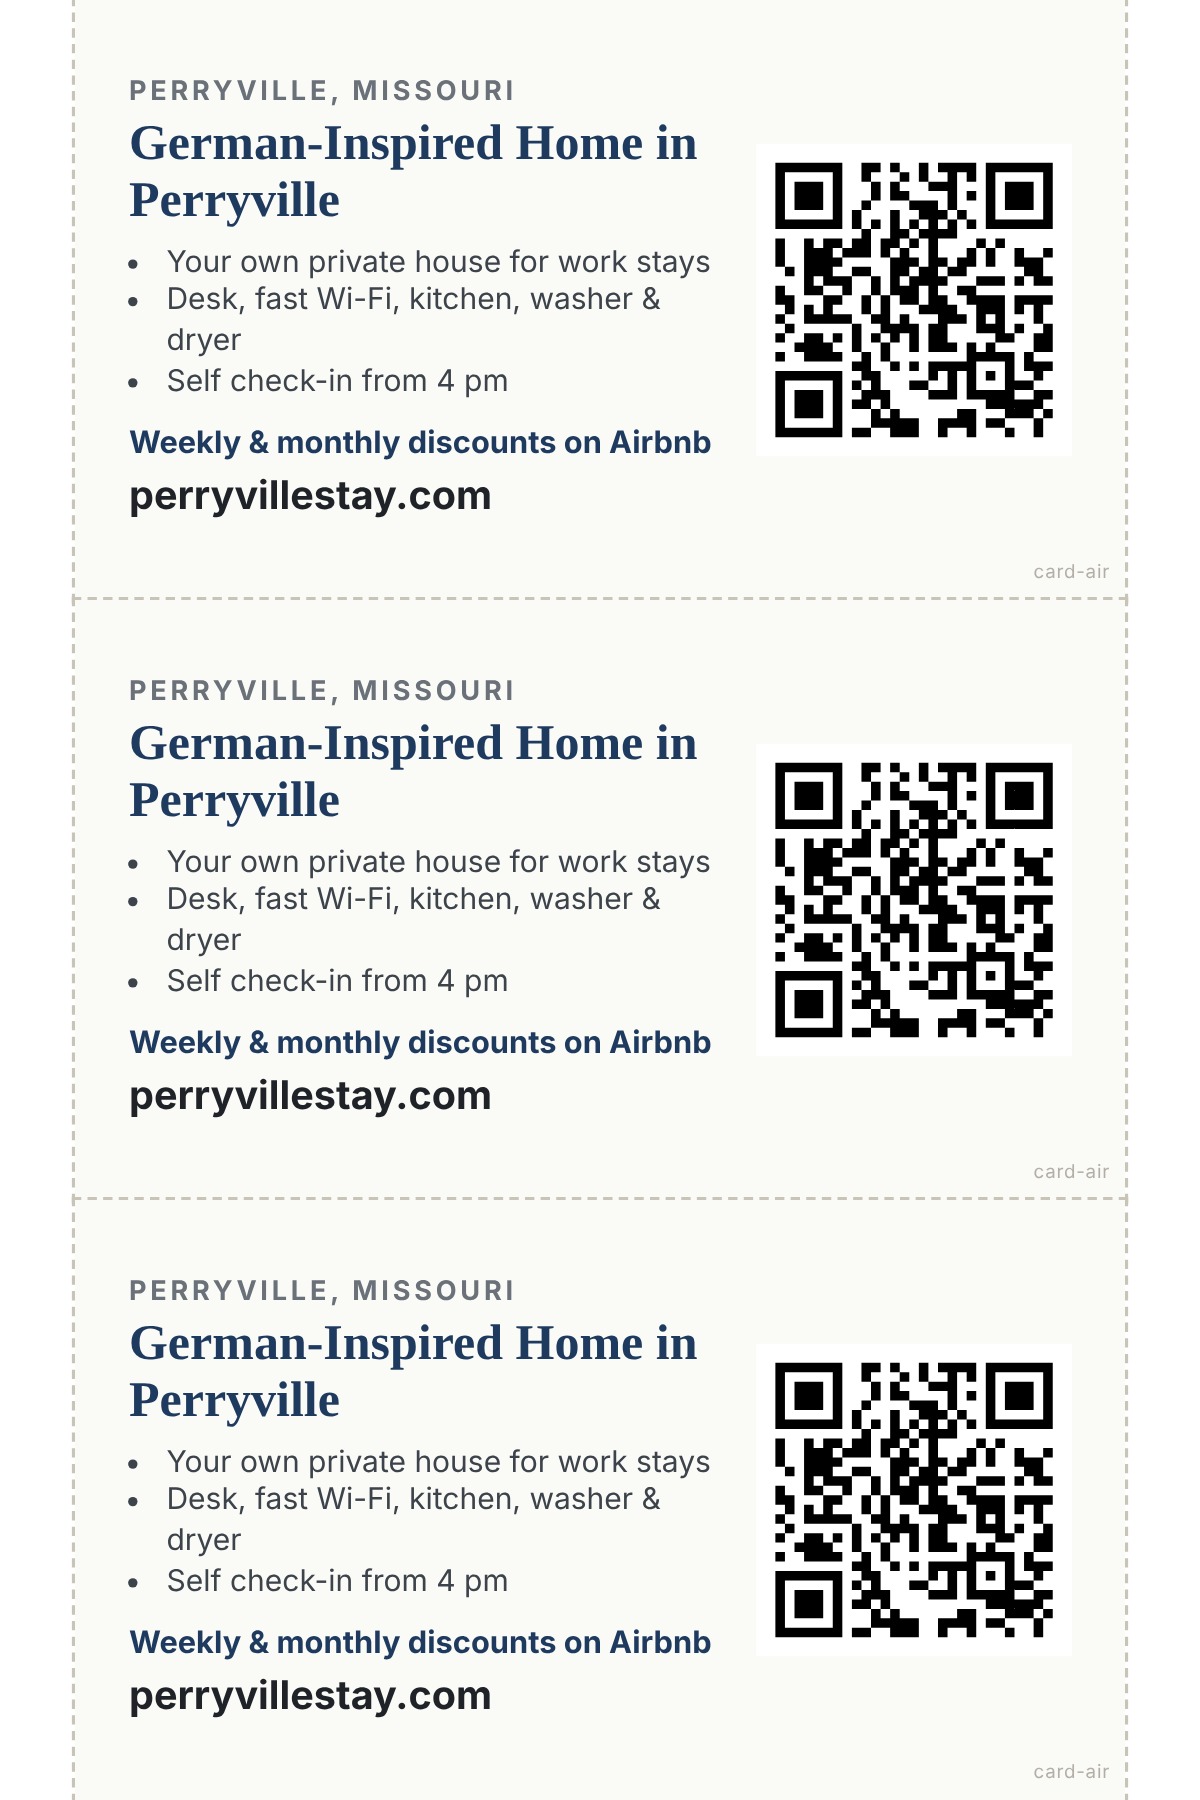 PERRYVILLE, MISSOURI
German-Inspired Home in
Perryville
• Your own private house for work stays
• Desk, fast Wi-Fi, kitchen, washer &
dryer
• Self check-in from 4 pm
Weekly & monthly discounts on Airbnb
perryvillestay.com
card-air
PERRYVILLE, MISSOURI
German-Inspired Home in
Perryville
• Your own private house for work stays
• Desk, fast Wi-Fi, kitchen, washer &
dryer
• Self check-in from 4 pm
Weekly & monthly discounts on Airbnb
perryvillestay.com
card-air
PERRYVILLE, MISSOURI
German-Inspired Home in
Perryville
• Your own private house for work stays
• Desk, fast Wi-Fi, kitchen, washer &
dryer
• Self check-in from 4 pm
Weekly & monthly discounts on Airbnb
perryvillestay.com
card-air